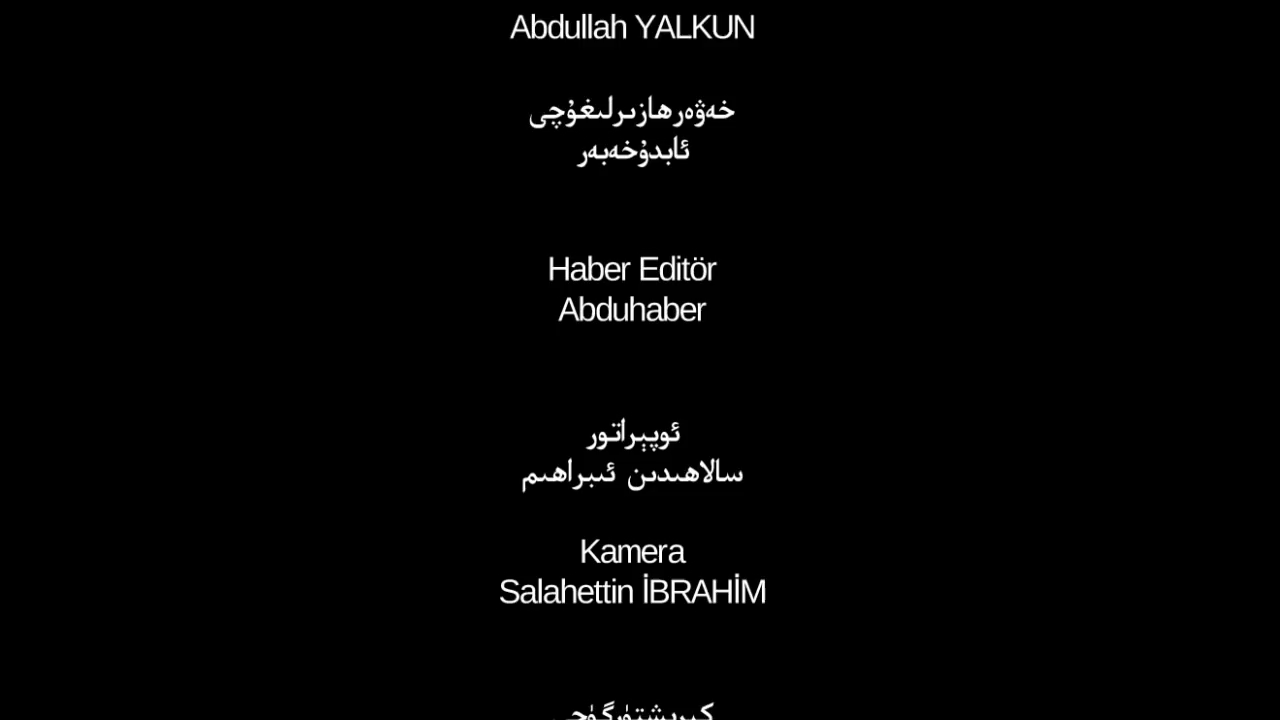 Abdullah YALKUN
خەۋەرھازىرلىغۇچى
ئابدۇخەبەر
Haber Editör
Abduhaber
ئوپېراتور
سالاھىدىن ئىبراھىم
Kamera
Salahettin İBRAHİM